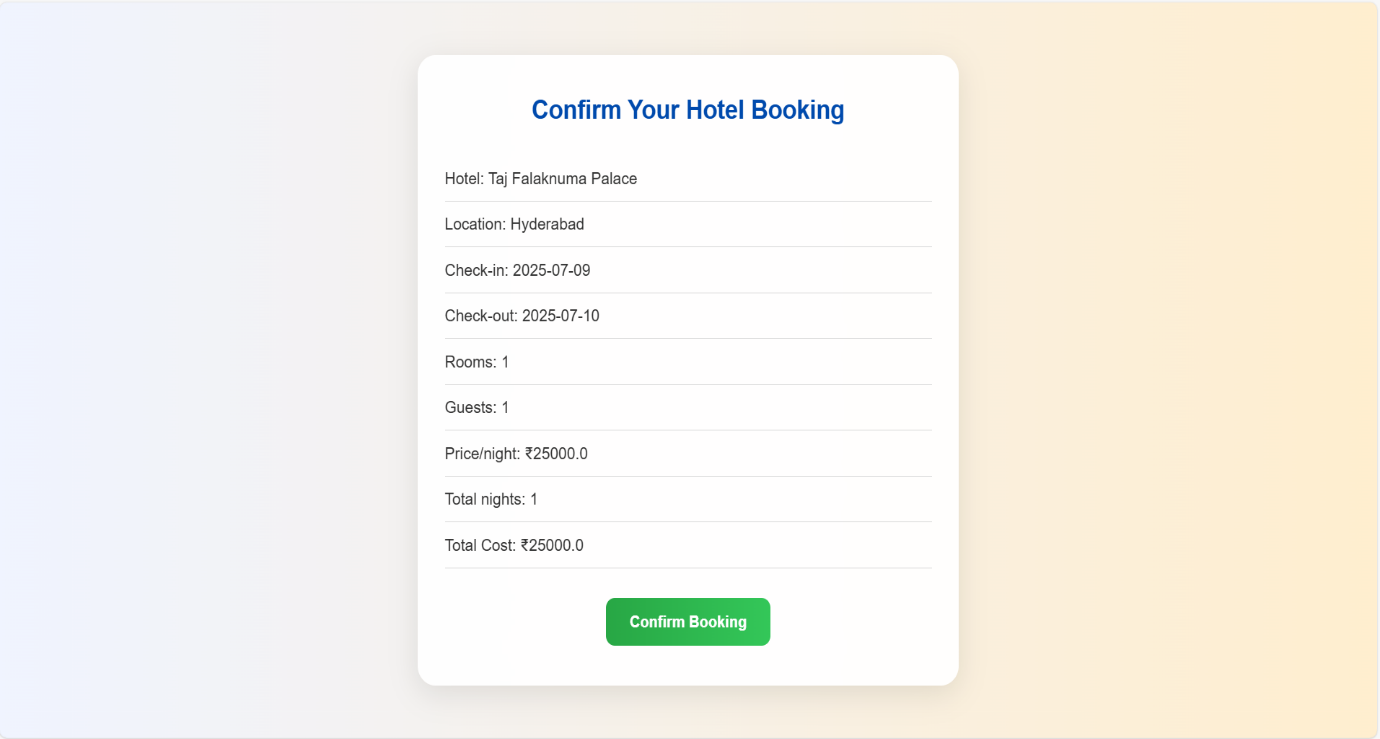 Confirm Your Hotel Booking
Hotel: Taj Falaknuma Palace
Location: Hyderabad
Check-in: 2025-07-09
Check-out: 2025-07-10
Rooms: 1
Guests: 1
Price/night: ₹25000.0
Total nights: 1
Total Cost: ₹25000.0
Confirm Booking